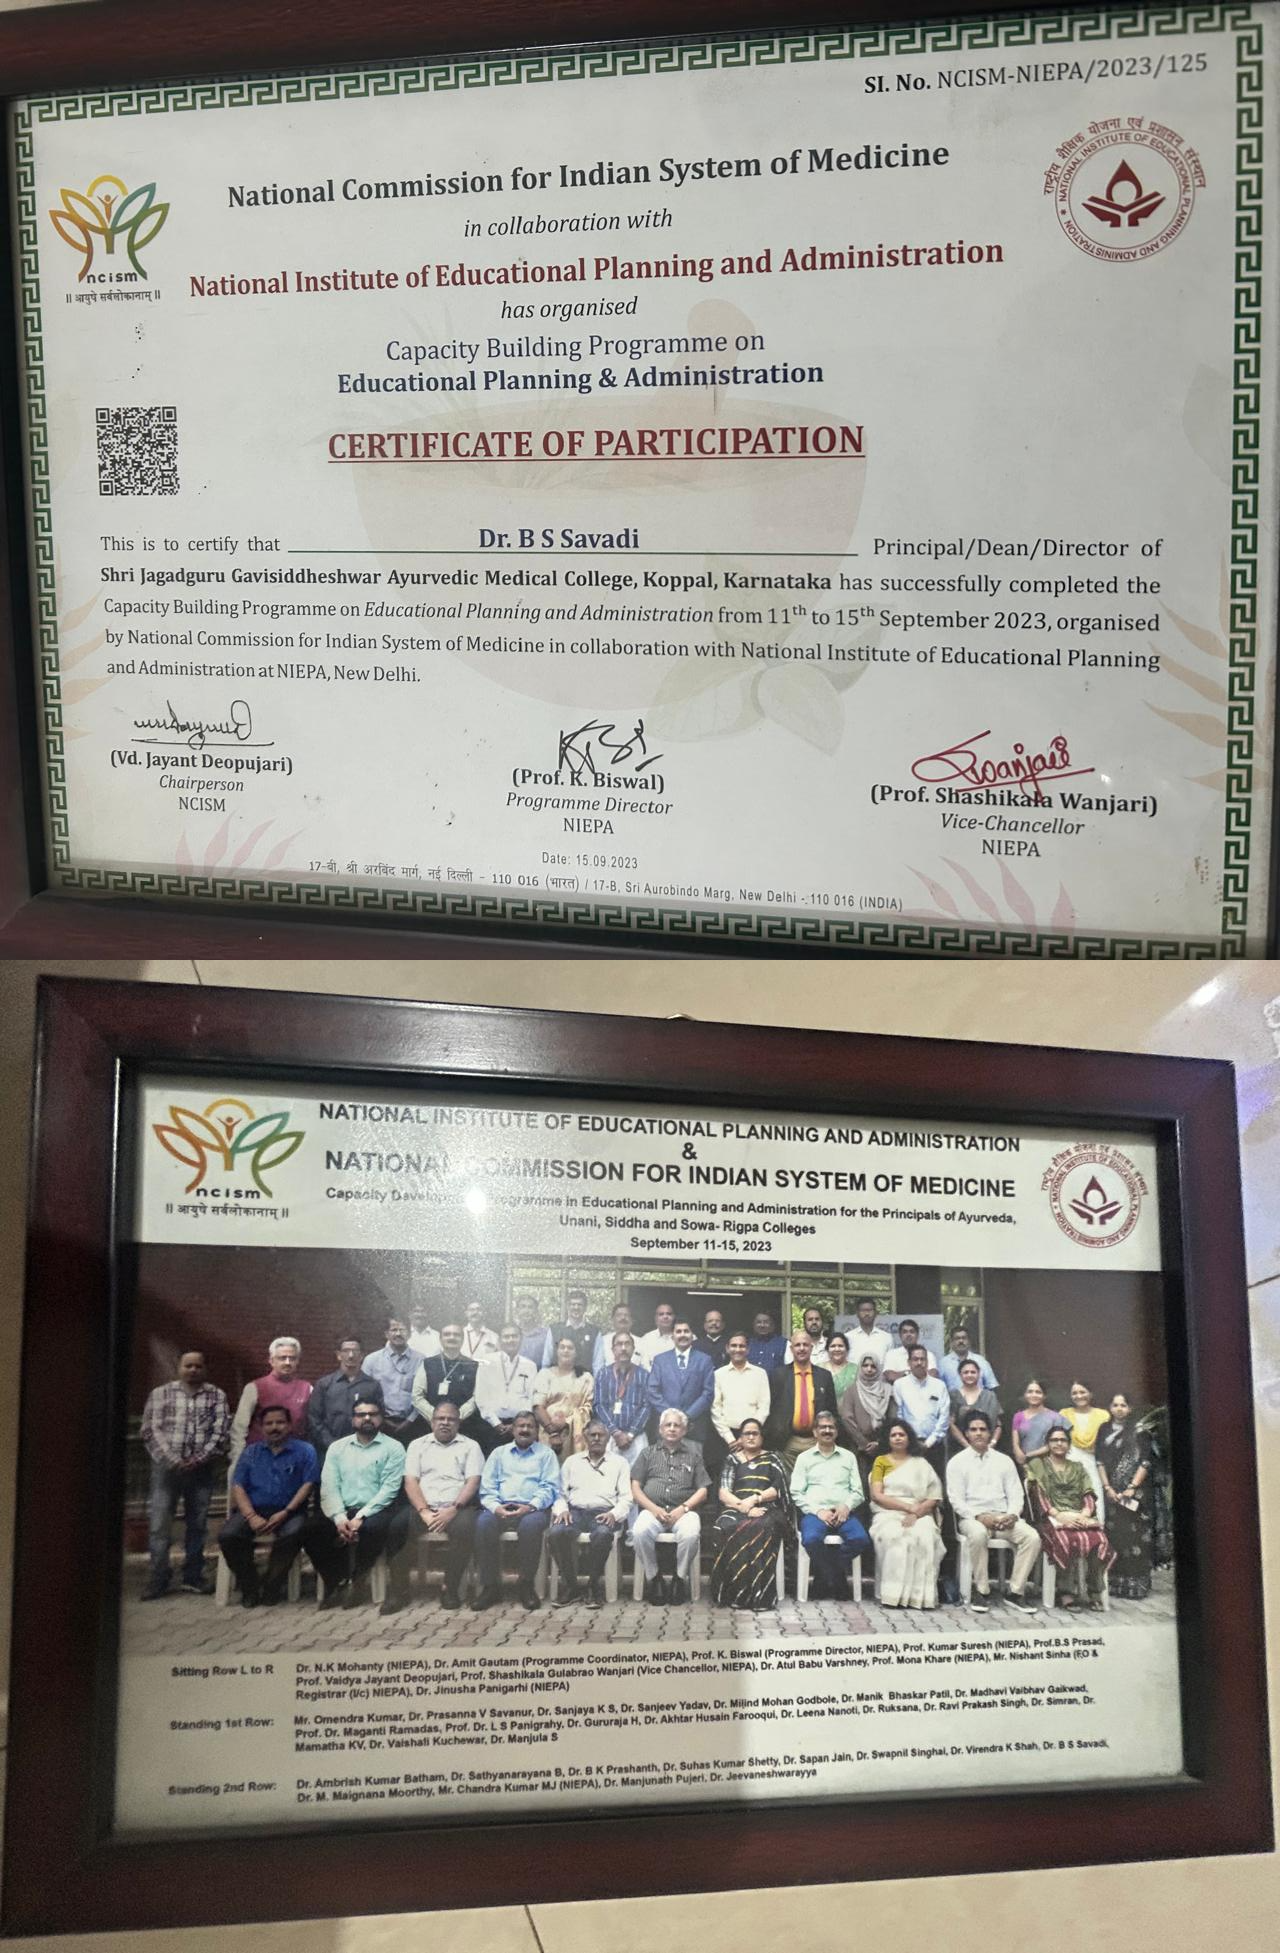 SI. No. NCISM-NIEPA/2023/125
National Commission for Indian System of Medicine
in collaboration with
National Institute of Educational Planning and Administration
has organised
Capacity Building Programme on
Educational Planning & Administration
CERTIFICATE OF PARTICIPATION
ncism
॥ आयुषे सर्वलोकानाम् ॥
राष्ट्रीय शैक्षिक योजना एवं प्रशासन संस्थान
NATIONAL INSTITUTE OF EDUCATIONAL PLANNING AND ADMINISTRATION
This is to certify that Dr. B S Savadi Principal/Dean/Director of
Shri Jagadguru Gavisiddheshwar Ayurvedic Medical College, Koppal, Karnataka has successfully completed the
Capacity Building Programme on Educational Planning and Administration from 11th to 15th September 2023, organised
by National Commission for Indian System of Medicine in collaboration with National Institute of Educational Planning
and Administration at NIEPA, New Delhi.
(Vd. Jayant Deopujari)
Chairperson
NCISM
(Prof. K. Biswal)
Programme Director
NIEPA
(Prof. Shashikala Wanjari)
Vice-Chancellor
NIEPA
Date: 15.09.2023
17-बी, श्री अरबिंद मार्ग, नई दिल्ली - 110 016 (भारत) / 17-B, Sri Aurobindo Marg, New Delhi - 110 016 (INDIA)
NATIONAL INSTITUTE OF EDUCATIONAL PLANNING AND ADMINISTRATION
&
NATIONAL COMMISSION FOR INDIAN SYSTEM OF MEDICINE
Capacity Development Programme in Educational Planning and Administration for the Principals of Ayurveda,
Unani, Siddha and Sowa- Rigpa Colleges
September 11-15, 2023
ncism
॥ आयुषे सर्वलोकानाम् ॥
Sitting Row L to R Dr. N.K Mohanty (NIEPA), Dr. Amit Gautam (Programme Coordinator, NIEPA), Prof. K. Biswal (Programme Director, NIEPA), Prof. Kumar Suresh (NIEPA), Prof.B.S Prasad,
Prof. Vaidya Jayant Deopujari, Prof. Shashikala Gulabrao Wanjari (Vice Chancellor, NIEPA), Dr. Atul Babu Varshney, Prof. Mona Khare (NIEPA), Mr. Nishant Sinha (F.O &
Registrar (I/c) NIEPA), Dr. Jinusha Panigarhi (NIEPA)
Standing 1st Row: Mr. Omendra Kumar, Dr. Prasanna V Savanur, Dr. Sanjaya K S, Dr. Sanjeev Yadav, Dr. Milind Mohan Godbole, Dr. Manik Bhaskar Patil, Dr. Madhavi Vaibhav Gaikwad,
Prof. Dr. Maganti Ramadas, Prof. Dr. L S Panigrahy, Dr. Gururaja H, Dr. Akhtar Husain Farooqui, Dr. Leena Nanoti, Dr. Ruksana, Dr. Ravi Prakash Singh, Dr. Simran, Dr.
Mamatha KV, Dr. Vaishali Kuchewar, Dr. Manjula S
Standing 2nd Row: Dr. Ambrish Kumar Batham, Dr. Sathyanarayana B, Dr. B K Prashanth, Dr. Suhas Kumar Shetty, Dr. Sapan Jain, Dr. Swapnil Singhai, Dr. Virendra K Shah, Dr. B S Savadi,
Dr. M. Maignana Moorthy, Mr. Chandra Kumar MJ (NIEPA), Dr. Manjunath Pujeri, Dr. Jeevaneshwarayya